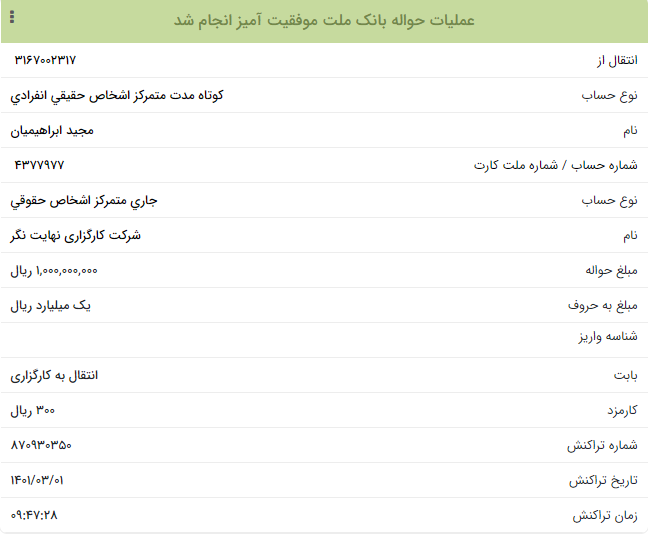 عملیات حواله بانک ملت موفقیت آمیز انجام شد
انتقال از ۳۱۶۷۰۰۲۳۱۷
نوع حساب کوتاه مدت متمرکز اشخاص حقيقي انفرادي
نام مجید ابراهیمیان
شماره حساب / شماره ملت کارت ۴۳۷۷۹۷۷
نوع حساب جاري متمرکز اشخاص حقوقي
نام شرکت کارگزاری نهایت نگر
مبلغ حواله ۱,۰۰۰,۰۰۰,۰۰۰ ریال
مبلغ به حروف یک میلیارد ریال
شناسه واریز
بابت انتقال به کارگزاری
کارمزد ۳۰۰ ریال
شماره تراکنش ۸۷۰۹۳۰۳۵۰
تاریخ تراکنش ۱۴۰۱/۰۳/۰۱
زمان تراکنش ۰۹:۴۷:۲۸